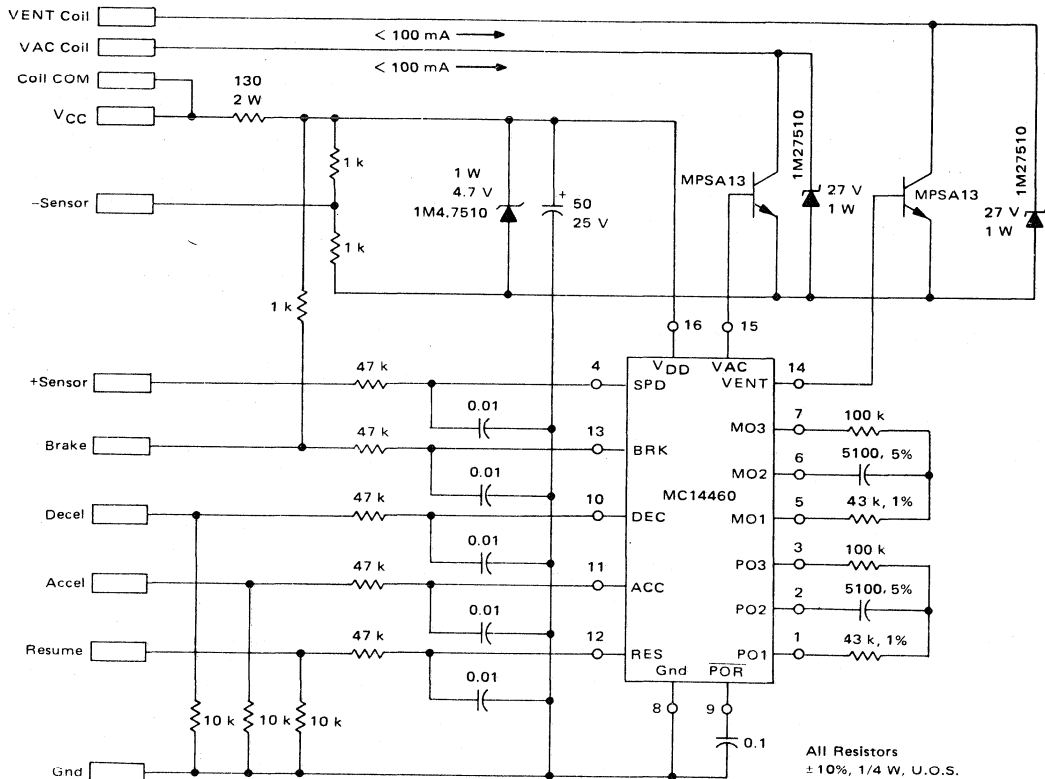 VENT Coil
VAC Coil
Coil COM
VCC
< 100 mA
< 100 mA
130
2 W
1 k
-Sensor
1 k
1 k
1 W
4.7 V
1M4.7510
+
50
25 V
MPSA13
1M27510
27 V
1 W
MPSA13
1M27510
27 V
1 W
16
15
+Sensor
47 k
0.01
4
SPD
VDD
VAC
VENT
14
Brake
47 k
0.01
13
BRK
MO3
7
100 k
MO2
6
5100, 5%
MC14460
Decel
47 k
0.01
10
DEC
MO1
5
43 k, 1%
PO3
3
100 k
Accel
47 k
0.01
11
ACC
PO2
2
5100, 5%
Resume
47 k
0.01
12
RES
PO1
1
43 k, 1%
Gnd
POR
8
9
0.1
10 k
10 k
10 k
Gnd
All Resistors
±10%, 1/4 W, U.O.S.